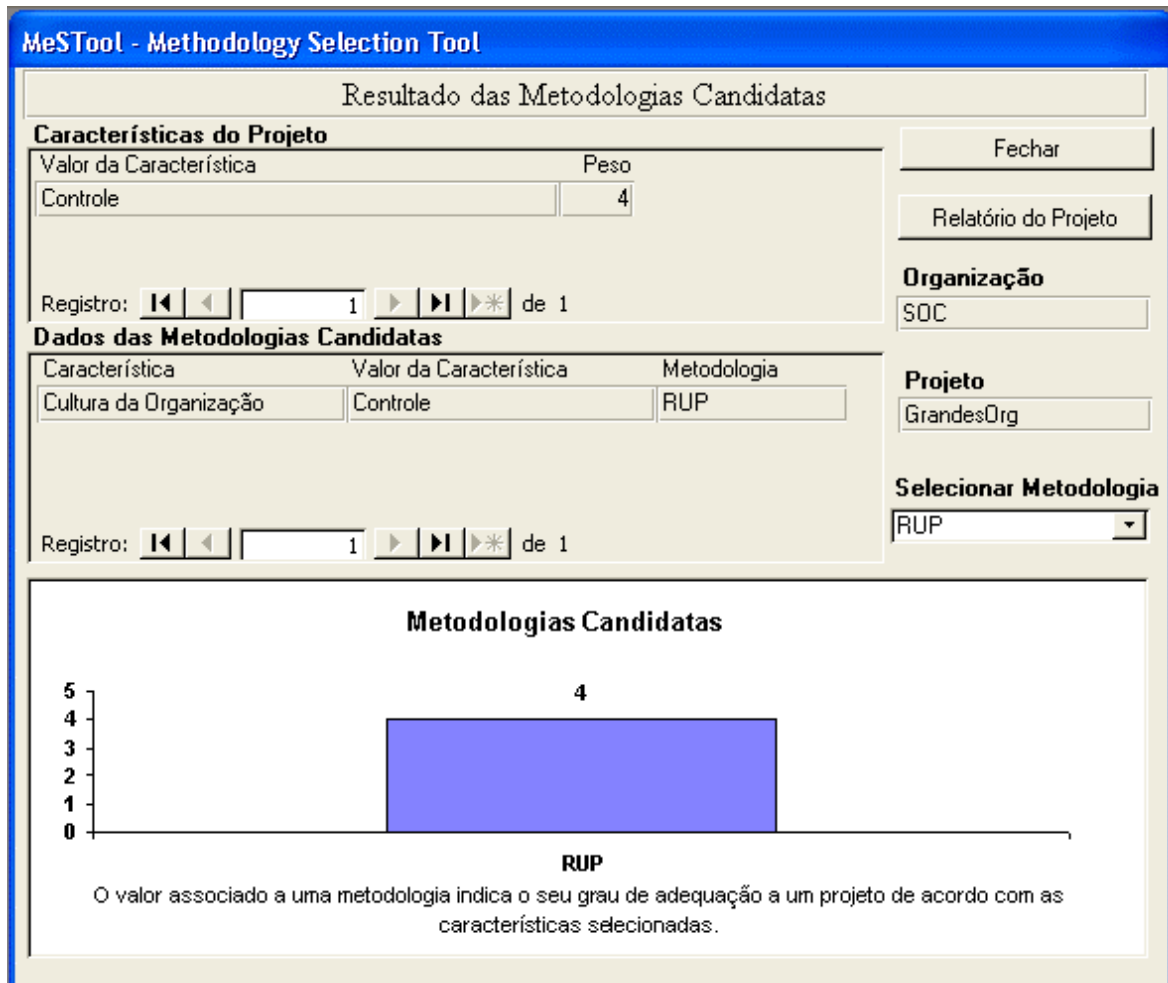 MeSTool - Methodology Selection Tool
Resultado das Metodologias Candidatas
Características do Projeto
Valor da Característica Peso
Controle 4
Registro: 1 de 1
Fechar
Relatório do Projeto
Organização
SOC
Dados das Metodologias Candidatas
Característica Valor da Característica Metodologia
Cultura da Organização Controle RUP
Registro: 1 de 1
Projeto
GrandesOrg
Selecionar Metodologia
RUP
Metodologias Candidatas
5
4
3
2
1
0
4
RUP
O valor associado a uma metodologia indica o seu grau de adequação a um projeto de acordo com as
características selecionadas.